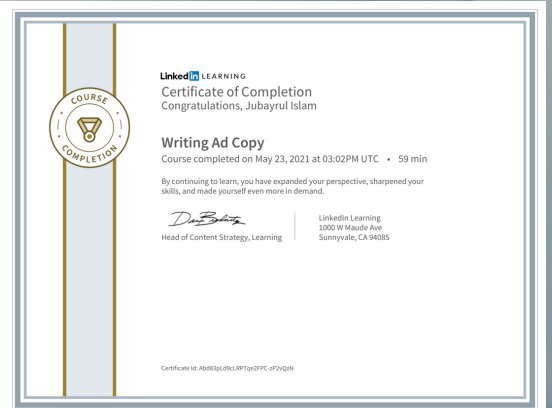 LinkedIn LEARNING
Certificate of Completion
Congratulations, Jubayrul Islam
COURSE
COMPLETION
Writing Ad Copy
Course completed on May 23, 2021 at 03:02PM UTC • 59 min
By continuing to learn, you have expanded your perspective, sharpened your
skills, and made yourself even more in demand.
Head of Content Strategy, Learning
LinkedIn Learning
1000 W Maude Ave
Sunnyvale, CA 94085
Certificate Id: AbdB3pLd9cLRPTqe2FPC-zP2vQzN